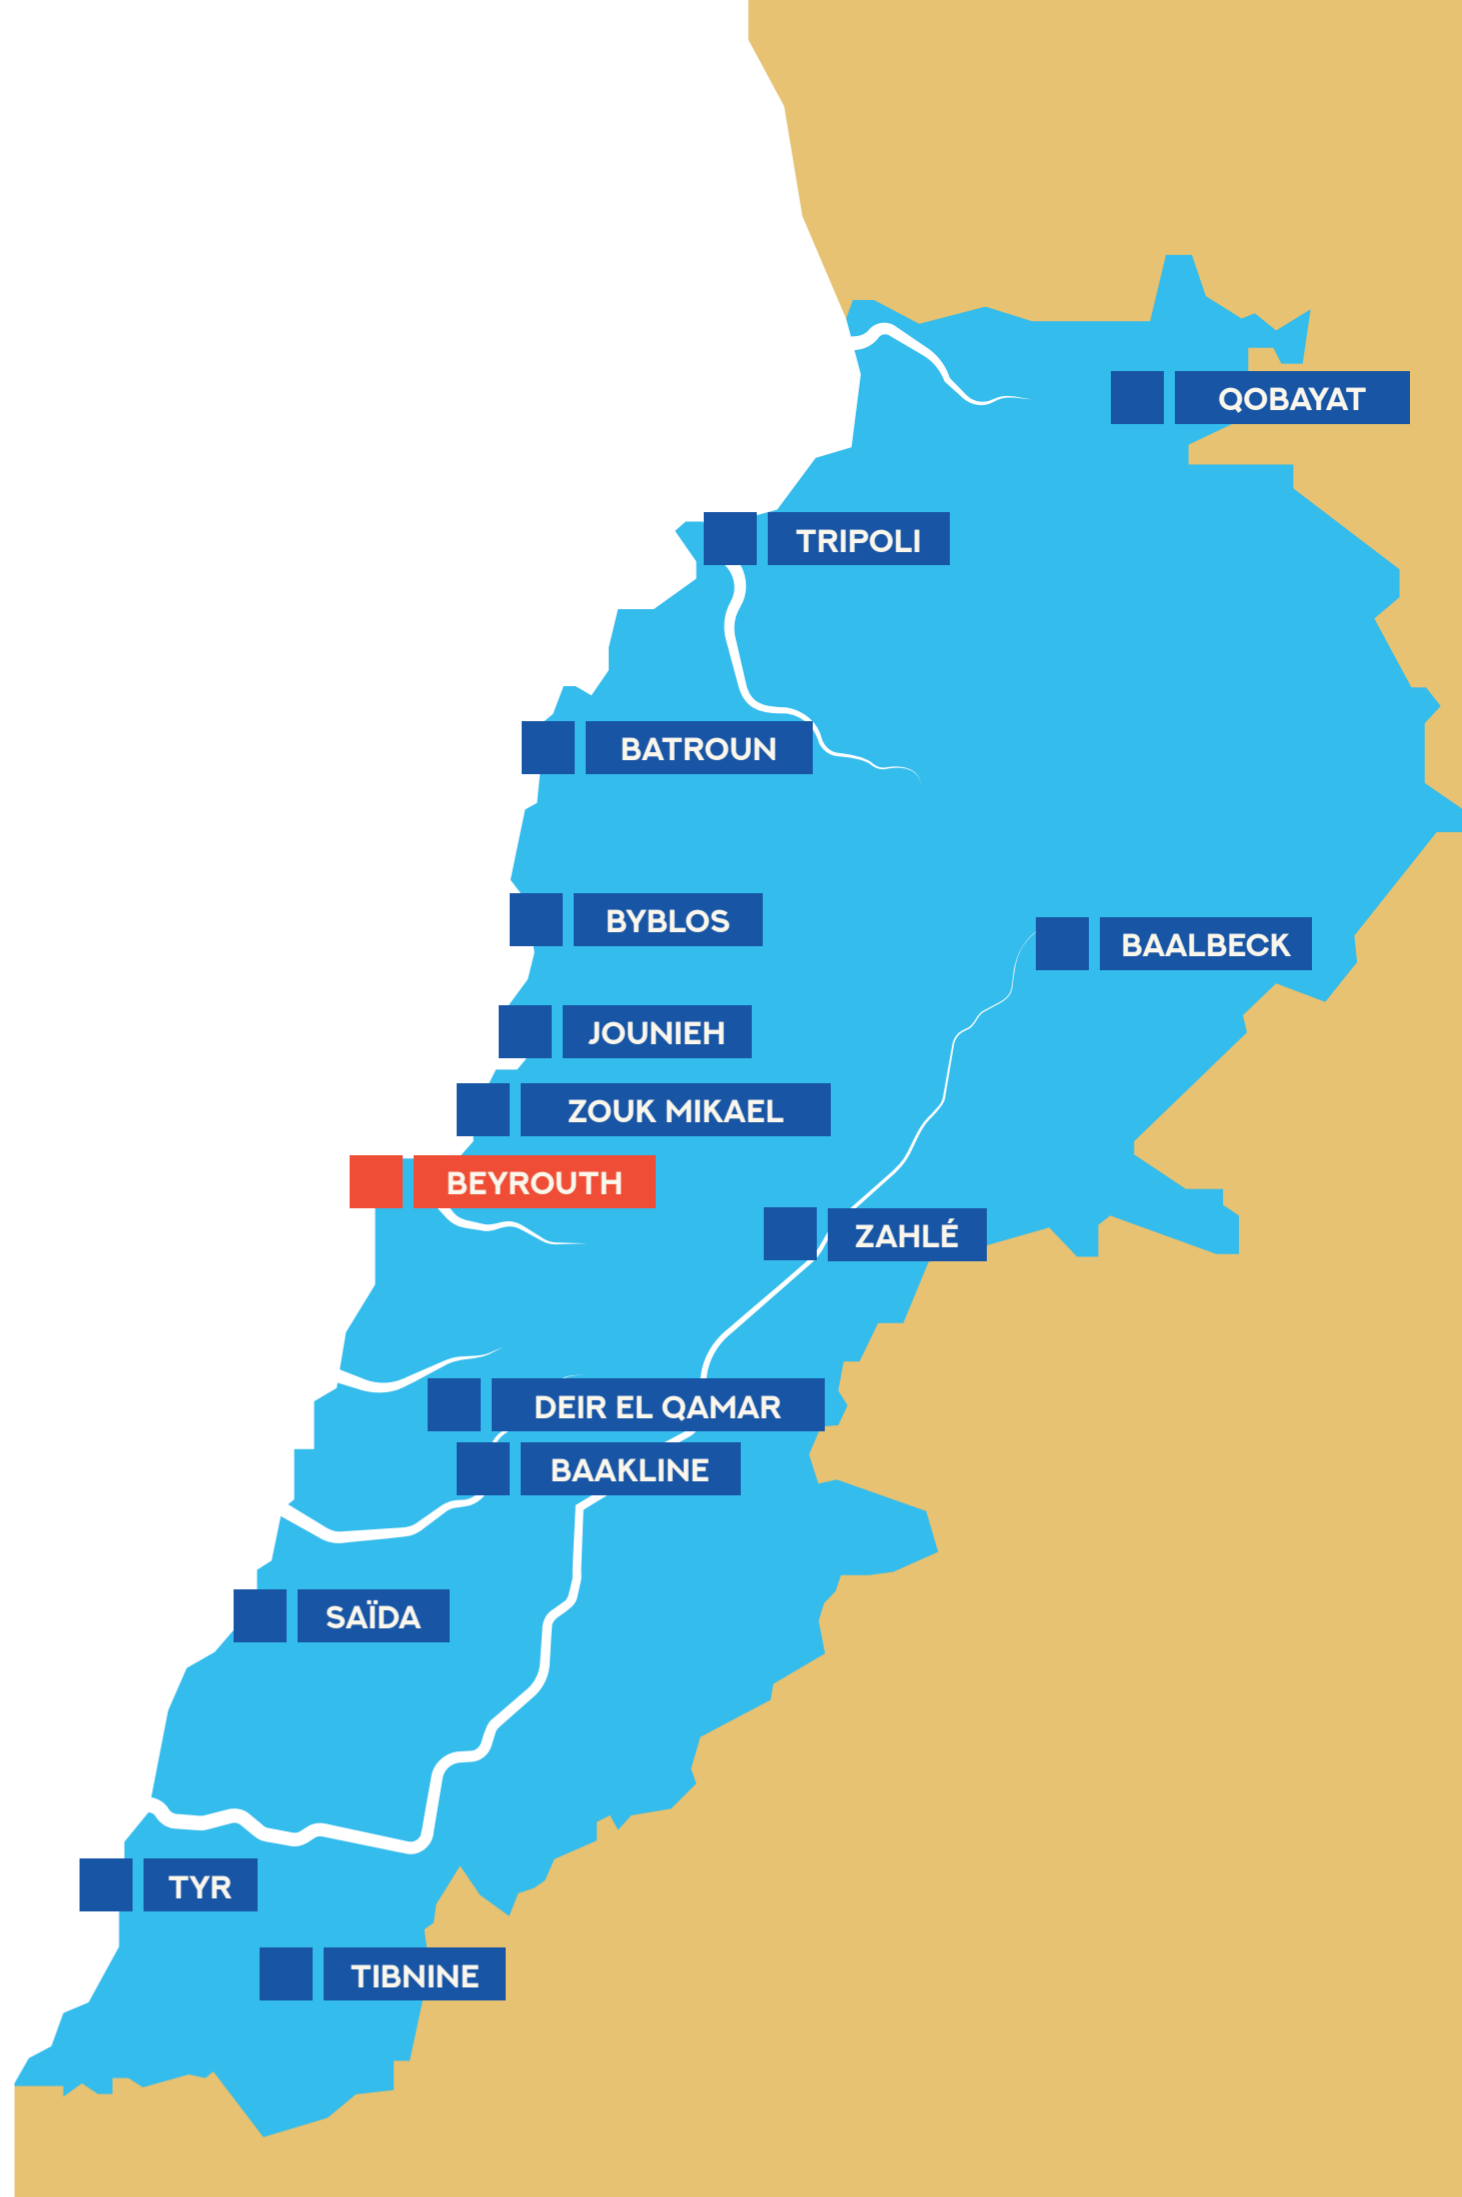 QOBAYAT
TRIPOLI
BATROUN
BYBLOS
BAALBECK
JOUNIEH
ZOUK MIKAEL
BEYROUTH
ZAHLÉ
DEIR EL QAMAR
BAAKLINE
SAÏDA
TYR
TIBNINE